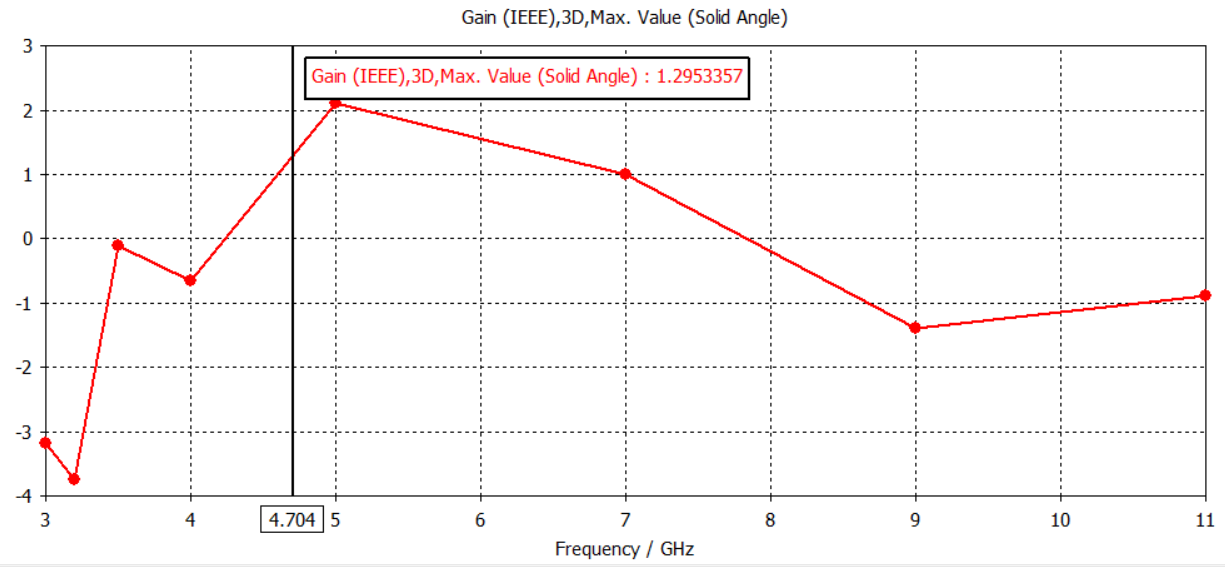 Gain (IEEE),3D,Max. Value (Solid Angle)
3
Gain (IEEE),3D,Max. Value (Solid Angle) : 1.2953357
2
1
0
-1
-2
-3
-4
3 4 4.704 5 6 7 8 9 10 11
Frequency / GHz